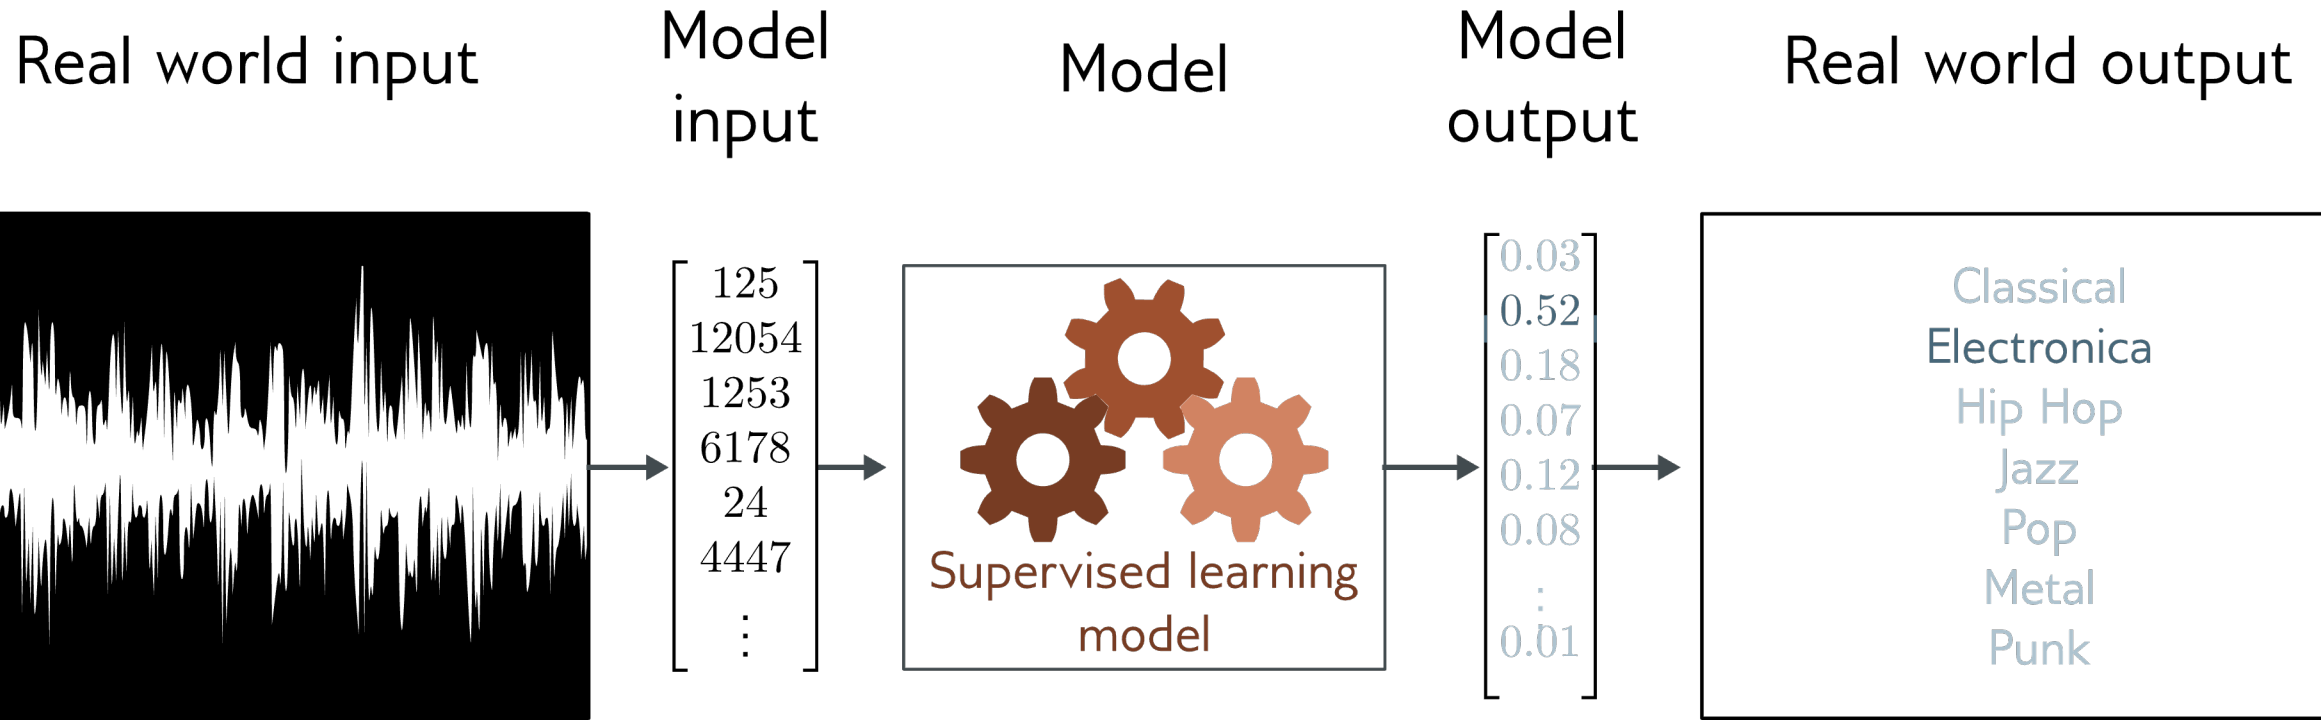 Real world input
Model
input
Model
Model
output
Real world output
125
12054
1253
6178
24
4447
⋮
Supervised learning
model
0.03
0.52
0.18
0.07
0.12
0.08
⋮
0.01
Classical
Electronica
Hip Hop
Jazz
Pop
Metal
Punk